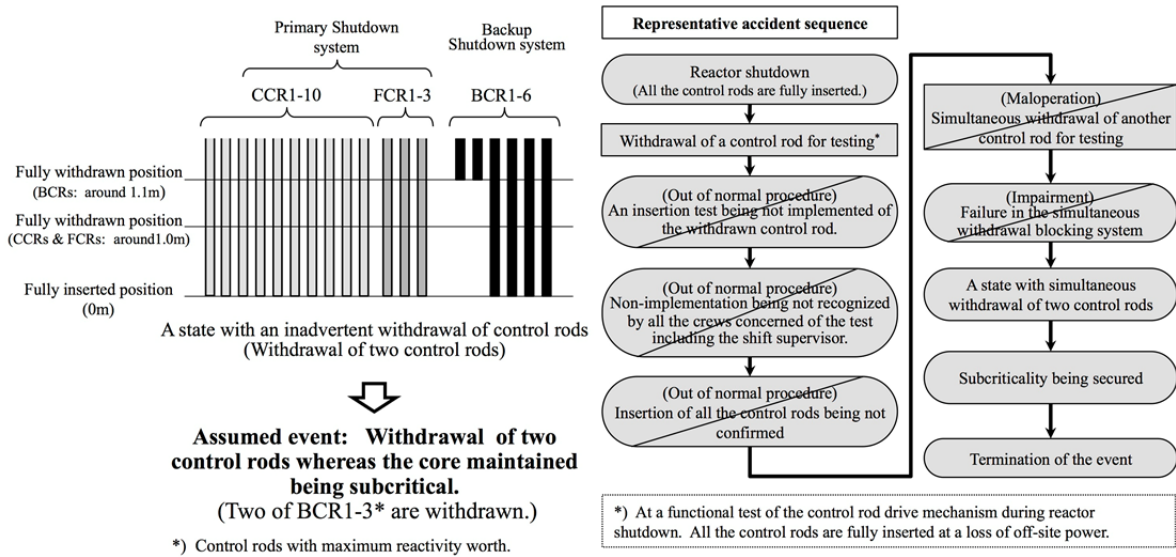 Primary Shutdown
system
Backup
Shutdown system
CCR1-10
FCR1-3
BCR1-6
Fully withdrawn position
(BCRs: around 1.1m)
Fully withdrawn position
(CCRs & FCRs: around1.0m)
Fully inserted position
(0m)
A state with an inadvertent withdrawal of control rods
(Withdrawal of two control rods)
Assumed event: Withdrawal of two
control rods whereas the core maintained
being subcritical.
(Two of BCR1-3* are withdrawn.)
*) Control rods with maximum reactivity worth.
Representative accident sequence
Reactor shutdown
(All the control rods are fully inserted.)
Withdrawal of a control rod for testing*
(Out of normal procedure)
An insertion test being not implemented of
the withdrawn control rod.
(Out of normal procedure)
Non-implementation being not recognized
by all the crews concerned of the test
including the shift supervisor.
(Out of normal procedure)
Insertion of all the control rods being not
confirmed
(Maloperation)
Simultaneous withdrawal of another
control rod for testing
(Impairment)
Failure in the simultaneous
withdrawal blocking system
A state with simultaneous
withdrawal of two control rods
Subcriticality being secured
Termination of the event
*) At a functional test of the control rod drive mechanism during reactor
shutdown. All the control rods are fully inserted at a loss of off-site power.